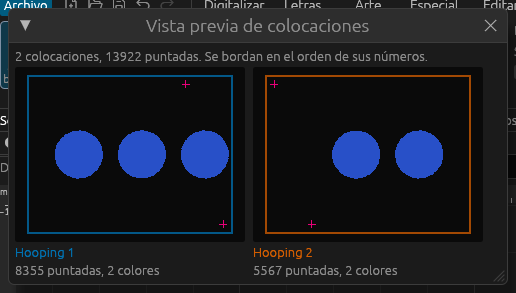 Archivo
Digitalizar Letras Arte Especial Editar
Vista previa de colocaciones
2 colocaciones, 13922 puntadas. Se bordan en el orden de sus números.
Hooping 1
8355 puntadas, 2 colores
Hooping 2
5567 puntadas, 2 colores